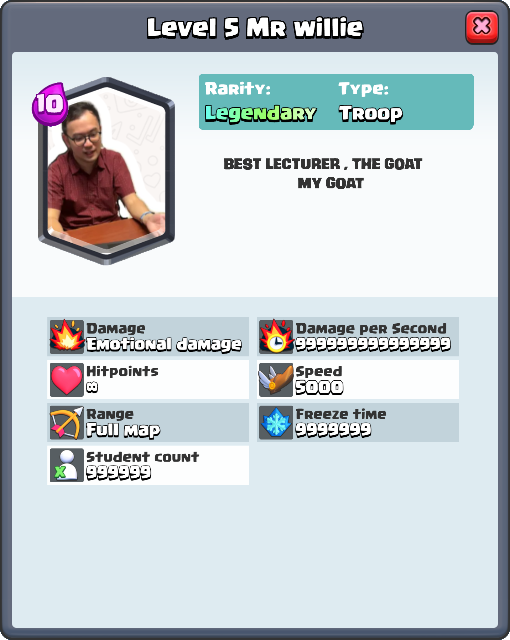 Level 5 Mr willie
10
Rarity: Type:
Legendary Troop
BEST LECTURER , THE GOAT
MY GOAT
Damage
Emotional damage
Damage per Second
999999999999999
Hitpoints
∞
Speed
5000
Range
Full map
Freeze time
9999999
Student count
999999